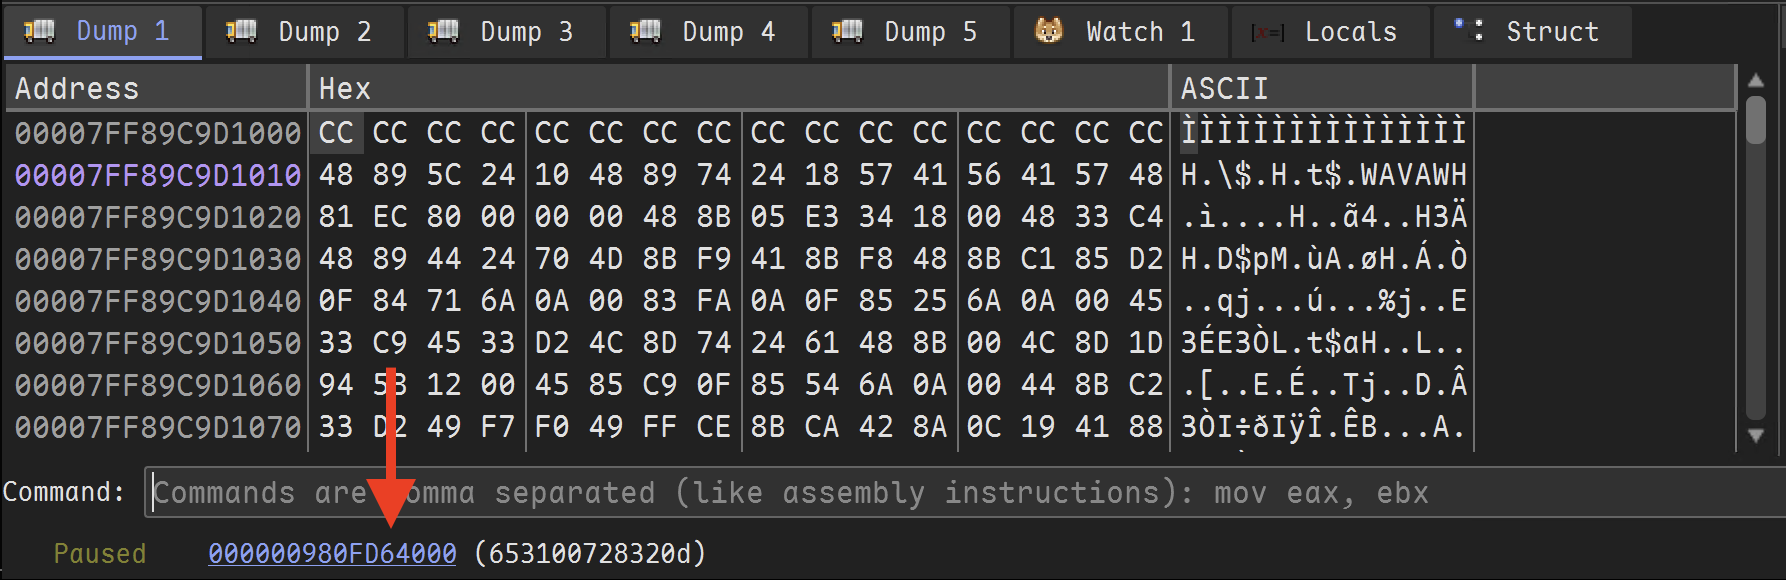 Dump 1 Dump 2 Dump 3 Dump 4 Dump 5 Watch 1 [x=] Locals Struct
Address Hex ASCII
00007FF89C9D1000 CC CC CC CC CC CC CC CC CC CC CC CC CC CC CC CC ÌÌÌÌÌÌÌÌÌÌÌÌÌÌÌÌ
00007FF89C9D1010 48 89 5C 24 10 48 89 74 24 18 57 41 56 41 57 48 H.\$.H.t$.WAVAWH
00007FF89C9D1020 81 EC 80 00 00 00 48 8B 05 E3 34 18 00 48 33 C4 .ì....H..ã4..H3Ä
00007FF89C9D1030 48 89 44 24 70 4D 8B F9 41 8B F8 48 8B C1 85 D2 H.D$pM.ùA.øH.Á.Ò
00007FF89C9D1040 0F 84 71 6A 0A 00 83 FA 0A 0F 85 25 6A 0A 00 45 ..qj...ú...%j..E
00007FF89C9D1050 33 C9 45 33 D2 4C 8D 74 24 61 48 8B 00 4C 8D 1D 3ÉE3ÒL.t$aH..L..
00007FF89C9D1060 94 5B 12 00 45 85 C9 0F 85 54 6A 0A 00 44 8B C2 .[..E.É..Tj..D.Â
00007FF89C9D1070 33 D2 49 F7 F0 49 FF CE 8B CA 42 8A 0C 19 41 88 3ÒI÷ðIÿÎ.ÊB...A.
Command: Commands are comma separated (like assembly instructions): mov eax, ebx
Paused 000000980FD64000 (653100728320d)